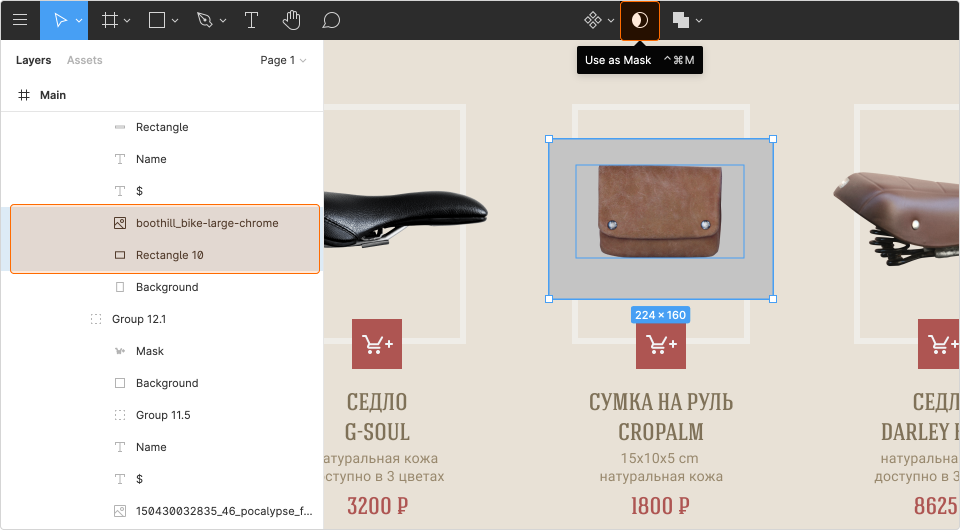 Use as Mask ⌃⌘M
Layers
Assets
Page 1
Main
Rectangle
Name
$
boothill_bike-large-chrome
Rectangle 10
Background
Group 12.1
Mask
Background
Group 11.5
Name
$
150430032835_46_pocalypse_f...
224 × 160
СЕДЛО
G-SOUL
атуральная кожа
оступно в 3 цветах
3200 ₽
СУМКА НА РУЛЬ
CROPALM
15x10x5 cm
натуральная кожа
1800 ₽
СЕДЛ
DARLEY
натуральна
доступно в 3
8625